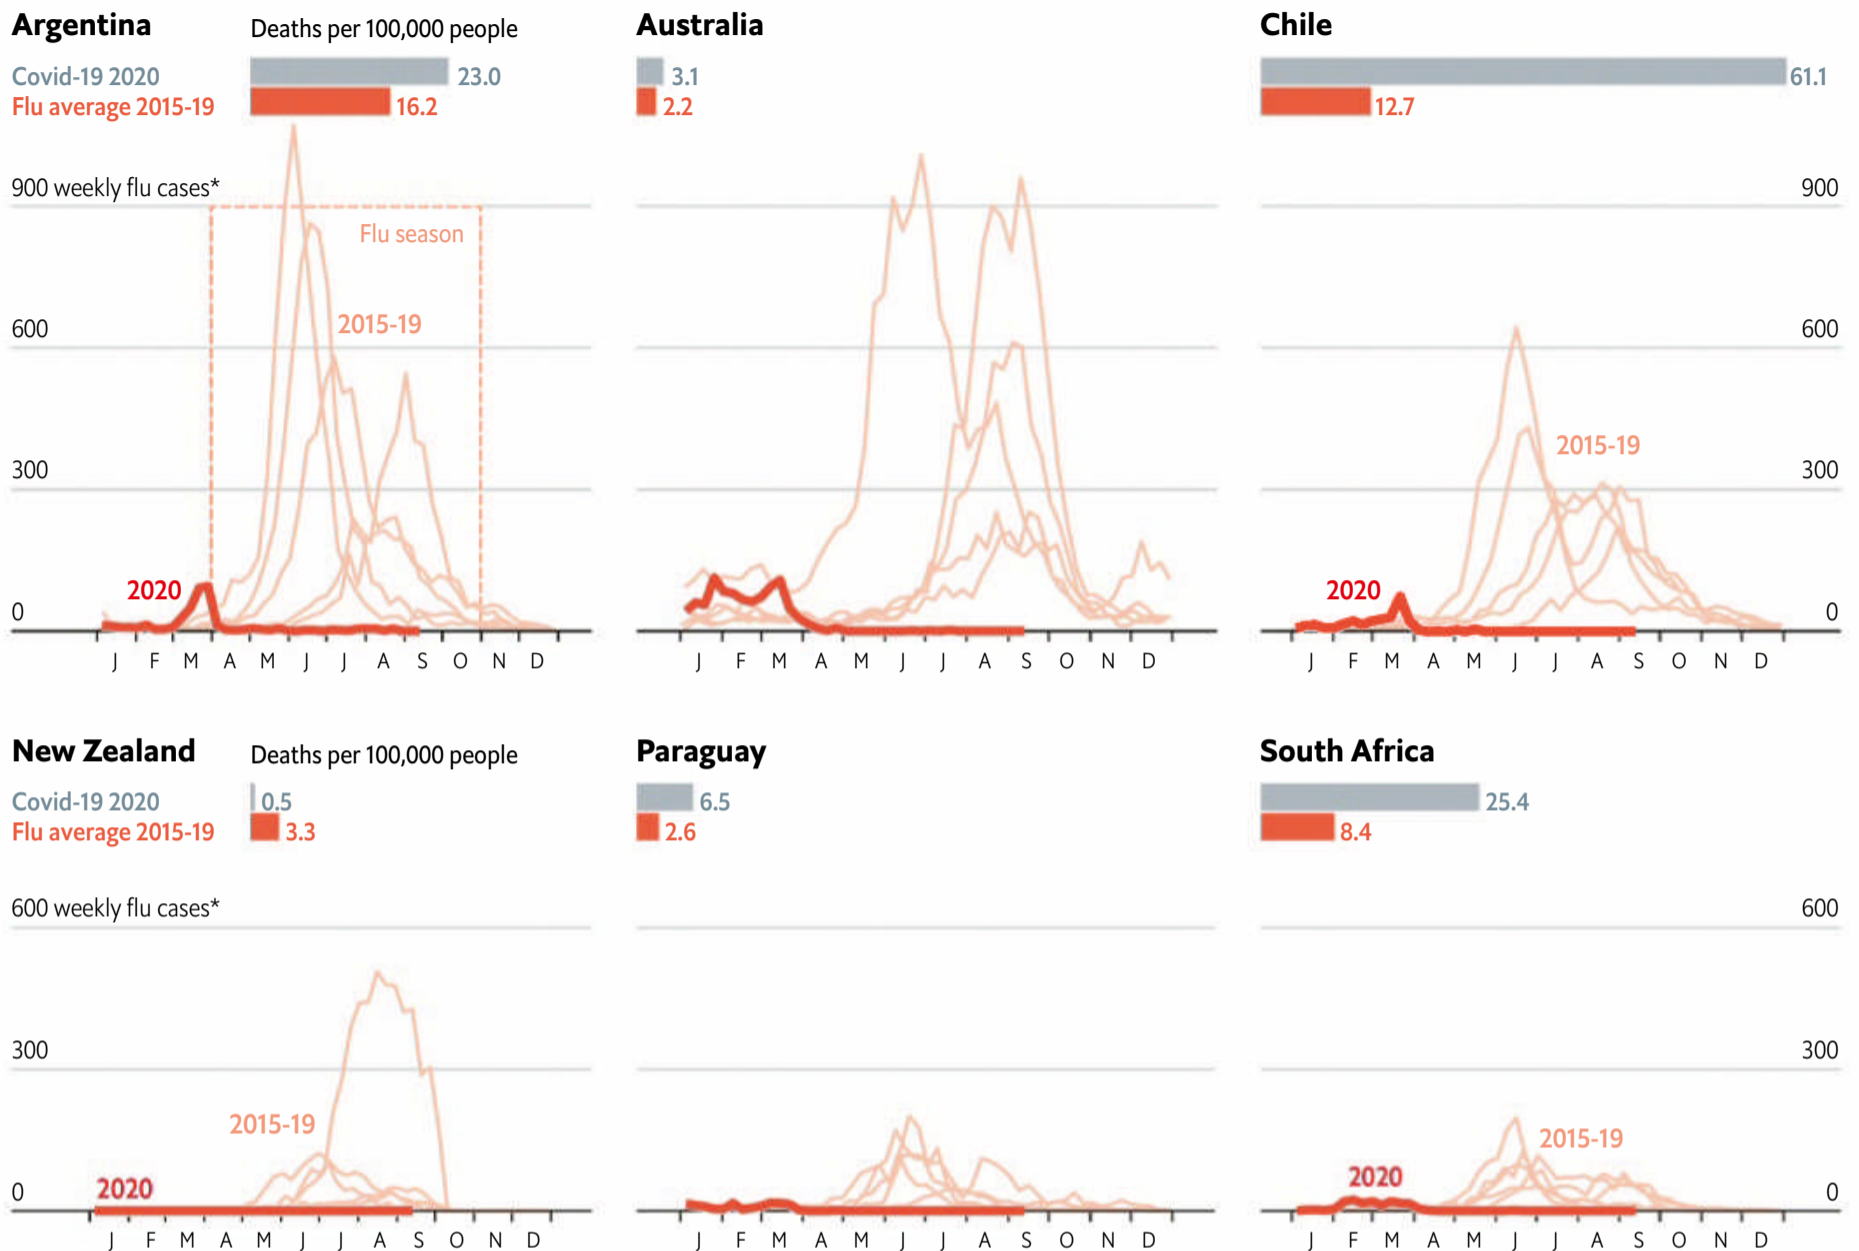 Argentina
Deaths per 100,000 people
Covid-19 2020
23.0
Flu average 2015-19
16.2
900 weekly flu cases*
Flu season
600
2015-19
300
2020
0
J F M A M J J A S O N D
Australia
3.1
2.2
J F M A M J J A S O N D
Chile
61.1
12.7
900
600
2015-19
300
2020
0
J F M A M J J A S O N D
New Zealand
Deaths per 100,000 people
Covid-19 2020
0.5
Flu average 2015-19
3.3
600 weekly flu cases*
300
2015-19
2020
0
J F M A M J J A S O N D
Paraguay
6.5
2.6
J F M A M J J A S O N D
South Africa
25.4
8.4
600
300
2015-19
2020
0
J F M A M J J A S O N D